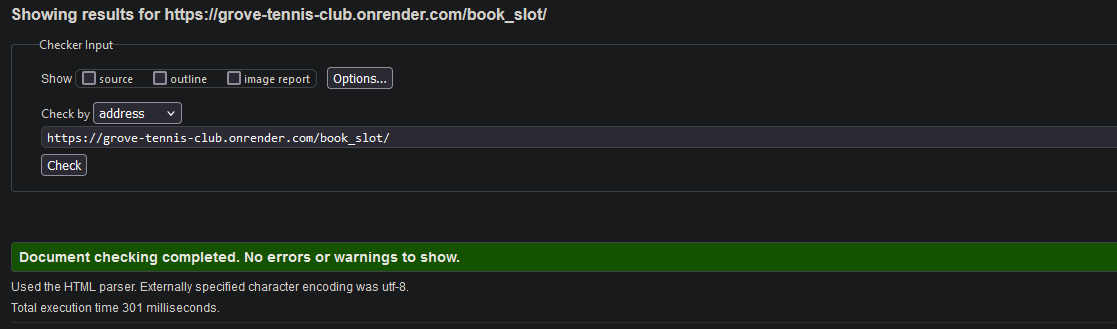 Showing results for https://grove-tennis-club.onrender.com/book_slot/
Checker Input
Show source outline image report Options...
Check by address
https://grove-tennis-club.onrender.com/book_slot/
Check
Document checking completed. No errors or warnings to show.
Used the HTML parser. Externally specified character encoding was utf-8.
Total execution time 301 milliseconds.